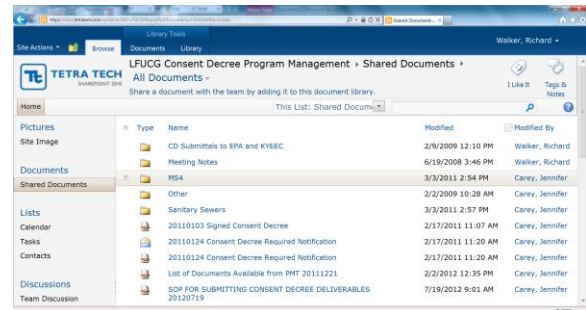 Shared Document...
Walker, Richard
Site Actions
Browse
Library Tools
Documents Library
TETRA TECH
SHAREPOINT 2010
LFUCG Consent Decree Program Management › Shared Documents ›
All Documents
Share a document with the team by adding it to this document library.
I Like It
Tags & Notes
Home
This List: Shared Docum
Pictures
Site Image
Documents
Shared Documents
Lists
Calendar
Tasks
Contacts
Discussions
Team Discussion
Type Name Modified Modified By
CD Submittals to EPA and KYEEC 2/9/2009 12:10 PM Walker, Richard
Meeting Notes 6/19/2008 3:46 PM Walker, Richard
MS4 3/3/2011 2:54 PM Carey, Jennifer
Other 2/2/2009 10:28 AM Carey, Jennifer
Sanitary Sewers 3/3/2011 2:57 PM Carey, Jennifer
20110103 Signed Consent Decree 2/17/2011 11:07 AM Carey, Jennifer
20110124 Consent Decree Required Notification 2/17/2011 11:20 AM Carey, Jennifer
20110124 Consent Decree Required Notification 2/17/2011 11:20 AM Carey, Jennifer
List of Documents Available from PMT 20111221 2/2/2012 12:35 PM Carey, Jennifer
SOP FOR SUBMITTING CONSENT DECREE DELIVERABLES 7/19/2012 9:01 AM Carey, Jennifer
20120719